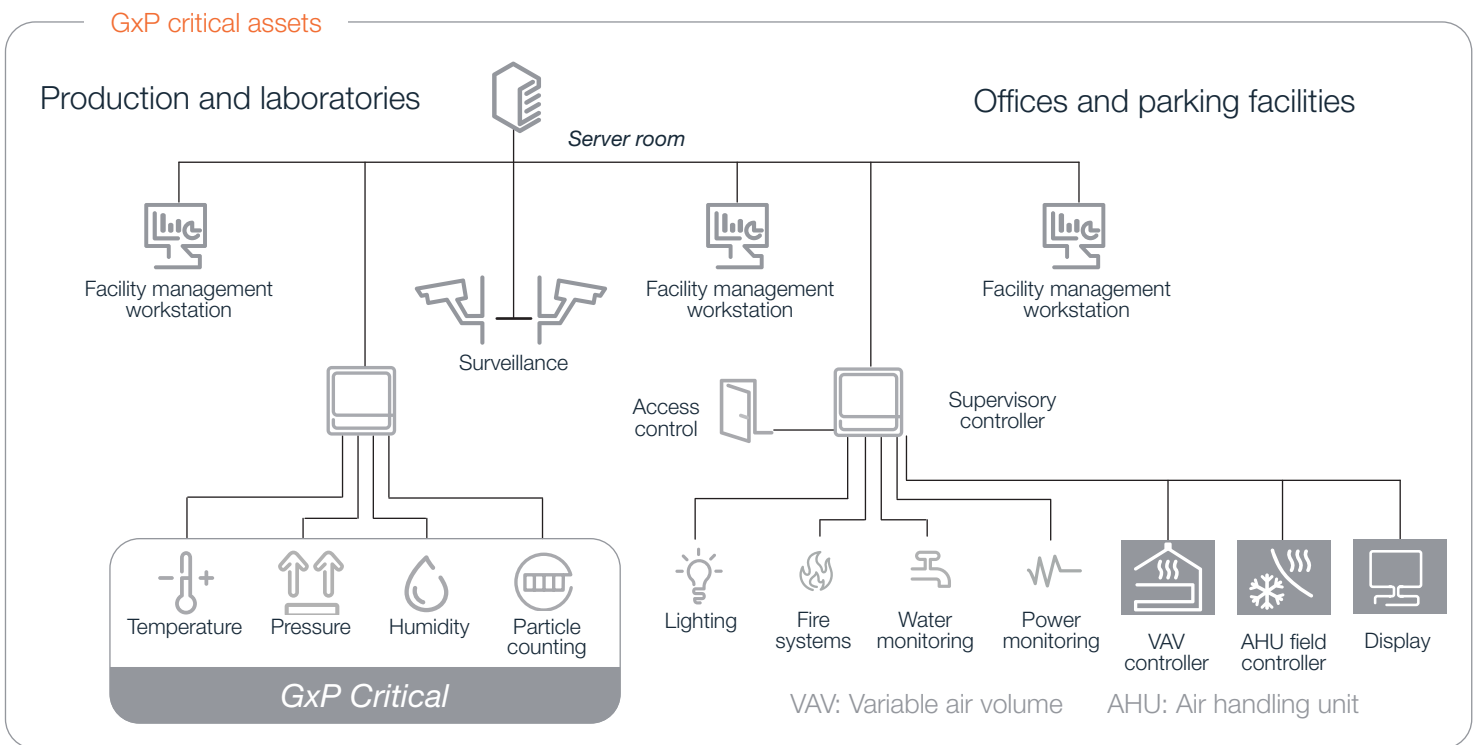 GxP critical assets
Production and laboratories
Offices and parking facilities
Server room
Facility management
workstation
Facility management
workstation
Facility management
workstation
Surveillance
Access
control
Supervisory
controller
Temperature
Pressure
Humidity
Particle
counting
GxP Critical
Lighting
Fire
systems
Water
monitoring
Power
monitoring
VAV
controller
AHU field
controller
Display
VAV: Variable air volume
AHU: Air handling unit